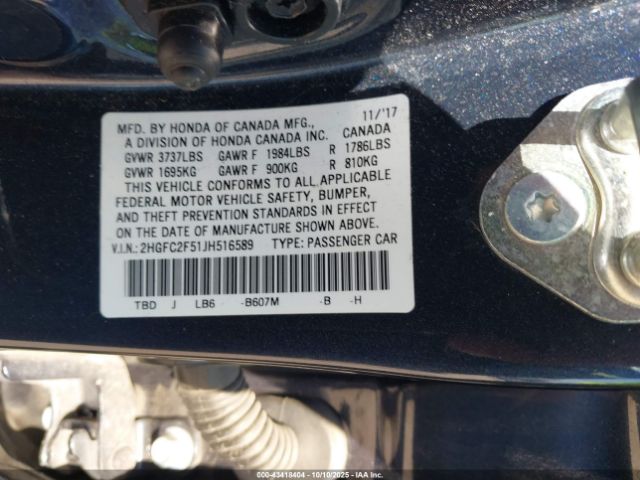 MFD. BY HONDA OF CANADA MFG., 11/'17
A DIVISION OF HONDA CANADA INC. CANADA
GVWR 3737LBS GAWR F 1984LBS R 1786LBS
GVWR 1695KG GAWR F 900KG R 810KG
THIS VEHICLE CONFORMS TO ALL APPLICABLE
FEDERAL MOTOR VEHICLE SAFETY, BUMPER,
AND THEFT PREVENTION STANDARDS IN EFFECT
ON THE DATE OF MANUFACTURE SHOWN ABOVE.
V.I.N.: 2HGFC2F51JH516589 TYPE: PASSENGER CAR
TBD J LB6 -B607M -B -H
000-43418404 - 10/10/2025 - IAAI, Inc.